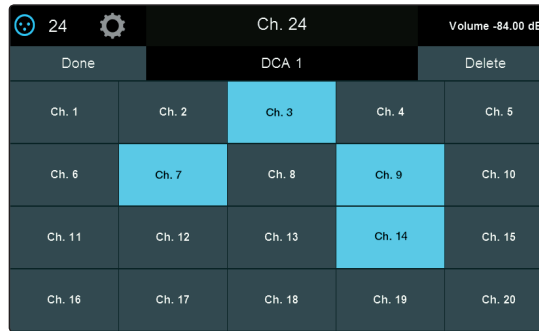 24 Ch. 24 Volume -84.00 dB
Done DCA 1 Delete
Ch. 1 Ch. 2 Ch. 3 Ch. 4 Ch. 5
Ch. 6 Ch. 7 Ch. 8 Ch. 9 Ch. 10
Ch. 11 Ch. 12 Ch. 13 Ch. 14 Ch. 15
Ch. 16 Ch. 17 Ch. 18 Ch. 19 Ch. 20